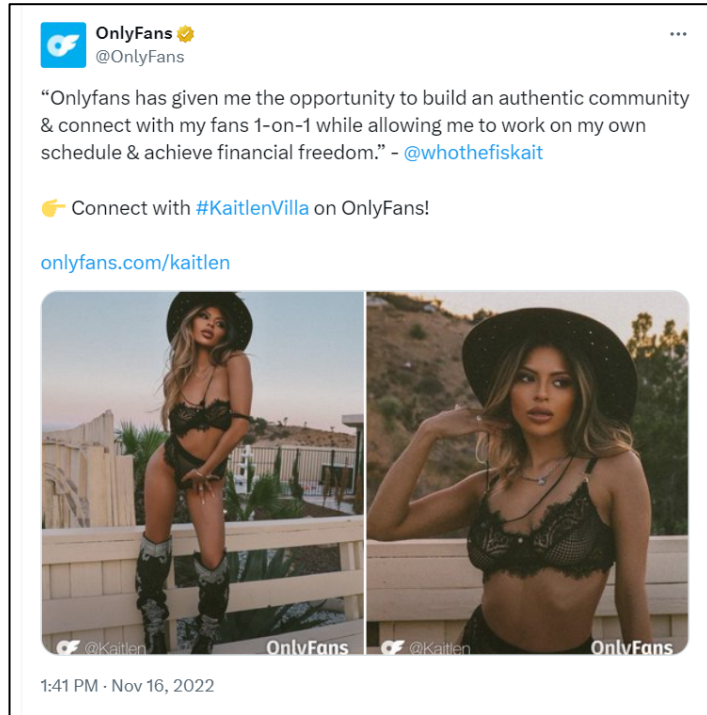 OnlyFans
@OnlyFans
“Onlyfans has given me the opportunity to build an authentic community
& connect with my fans 1-on-1 while allowing me to work on my own
schedule & achieve financial freedom.” - @whothefiskait
👉 Connect with #KaitlenVilla on OnlyFans!
onlyfans.com/kaitlen
@Kaitlen OnlyFans
@Kaitlen OnlyFans
1:41 PM · Nov 16, 2022